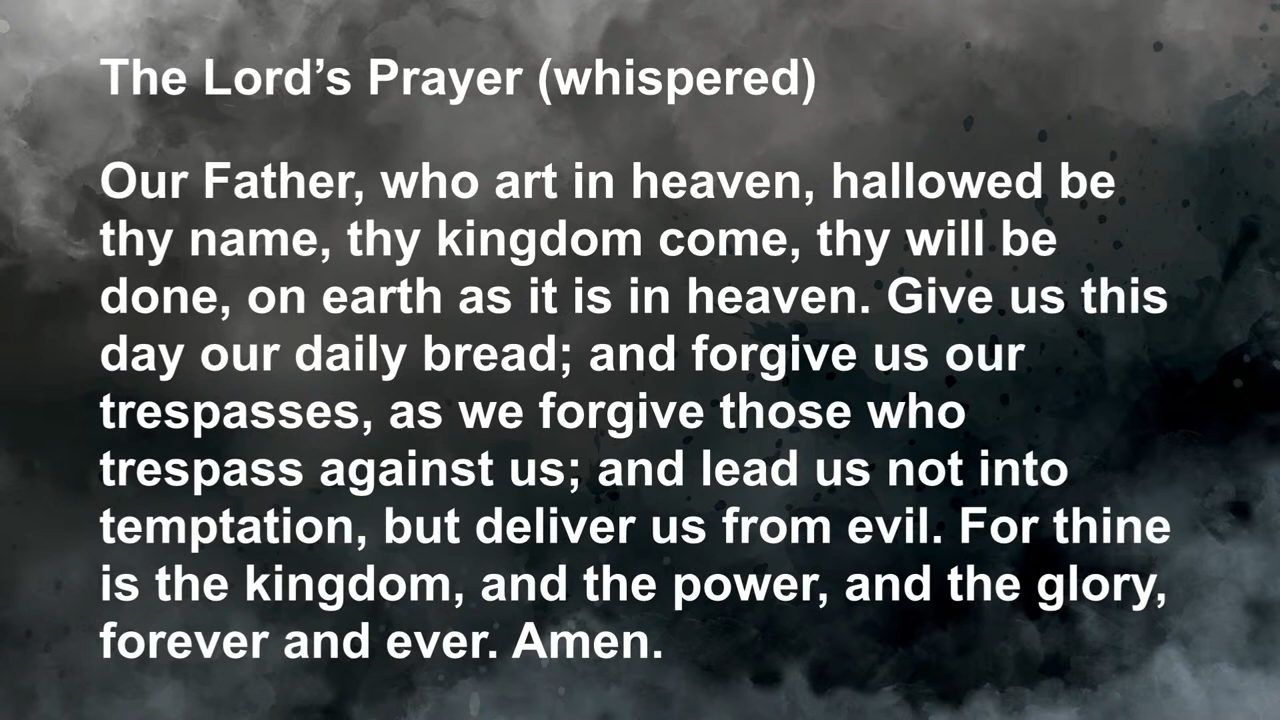 The Lord’s Prayer (whispered)
Our Father, who art in heaven, hallowed be
thy name, thy kingdom come, thy will be
done, on earth as it is in heaven. Give us this
day our daily bread; and forgive us our
trespasses, as we forgive those who
trespass against us; and lead us not into
temptation, but deliver us from evil. For thine
is the kingdom, and the power, and the glory,
forever and ever. Amen.